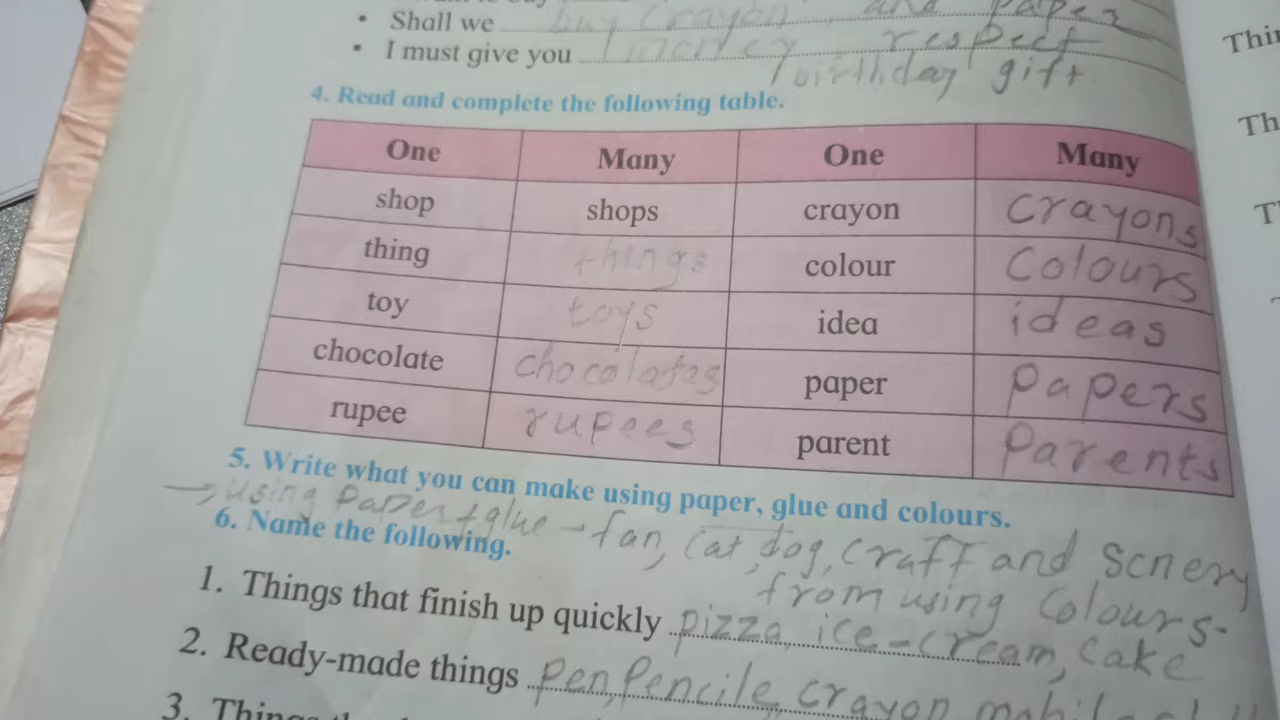 • Shall we buy crayon and paper
• I must give you money, respect
birthday gift
4. Read and complete the following table.
One Many One Many
shop shops crayon crayons
thing things colour colours
toy toys idea ideas
chocolate chocolates paper papers
rupee rupees parent parents
5. Write what you can make using paper, glue and colours.
→ using paper + glue → fan, cat, dog, craft and scnery
6. Name the following.
from using colours.
1. Things that finish up quickly pizza, ice-cream, cake
2. Ready-made things pen, pencile, crayon
3.
Th